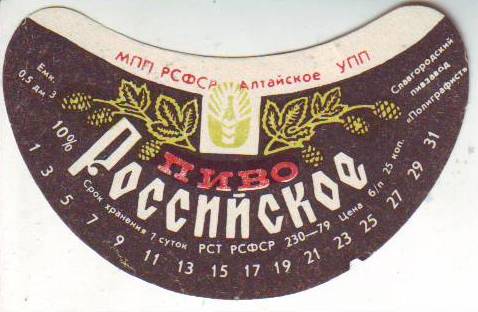 МПП РСФСР Алтайское УПП
Емк.
0.5 дм 3
Славгородский
пивзавод
«Полиграфист»
10%
ПИВО
Российское
Срок хранения 7 суток РСТ РСФСР 230—79 Цена б/п 25 коп.
1 3 5 7 9 11 13 15 17 19 21 23 25 27 29 31